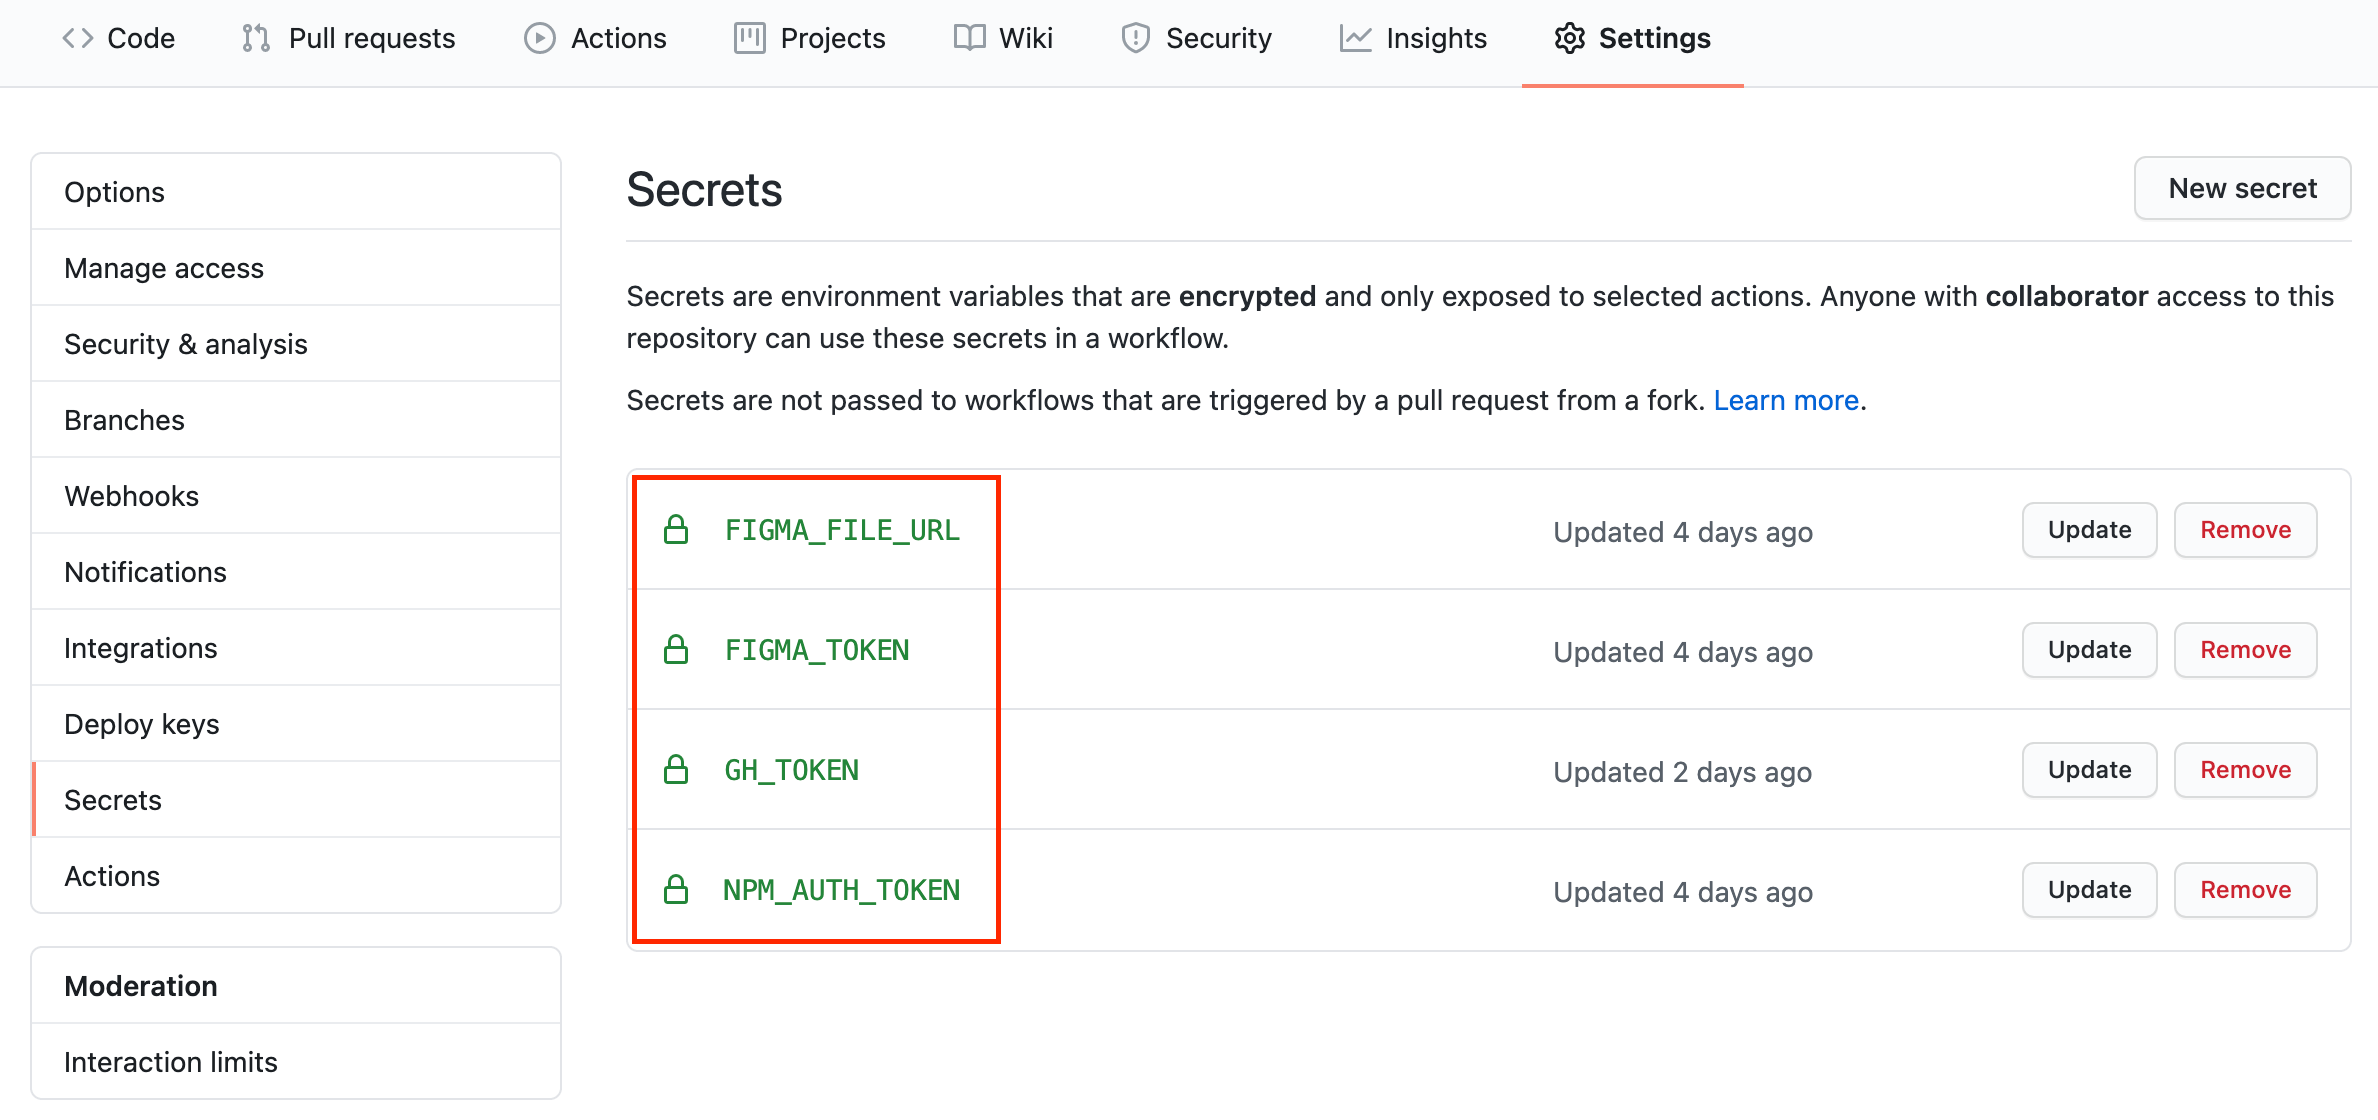 Code Pull requests Actions Projects Wiki Security Insights Settings
Options
Manage access
Security & analysis
Branches
Webhooks
Notifications
Integrations
Deploy keys
Secrets
Actions
Moderation
Interaction limits
Secrets New secret
Secrets are environment variables that are encrypted and only exposed to selected actions. Anyone with collaborator access to this
repository can use these secrets in a workflow.
Secrets are not passed to workflows that are triggered by a pull request from a fork. Learn more.
FIGMA_FILE_URL Updated 4 days ago Update Remove
FIGMA_TOKEN Updated 4 days ago Update Remove
GH_TOKEN Updated 2 days ago Update Remove
NPM_AUTH_TOKEN Updated 4 days ago Update Remove